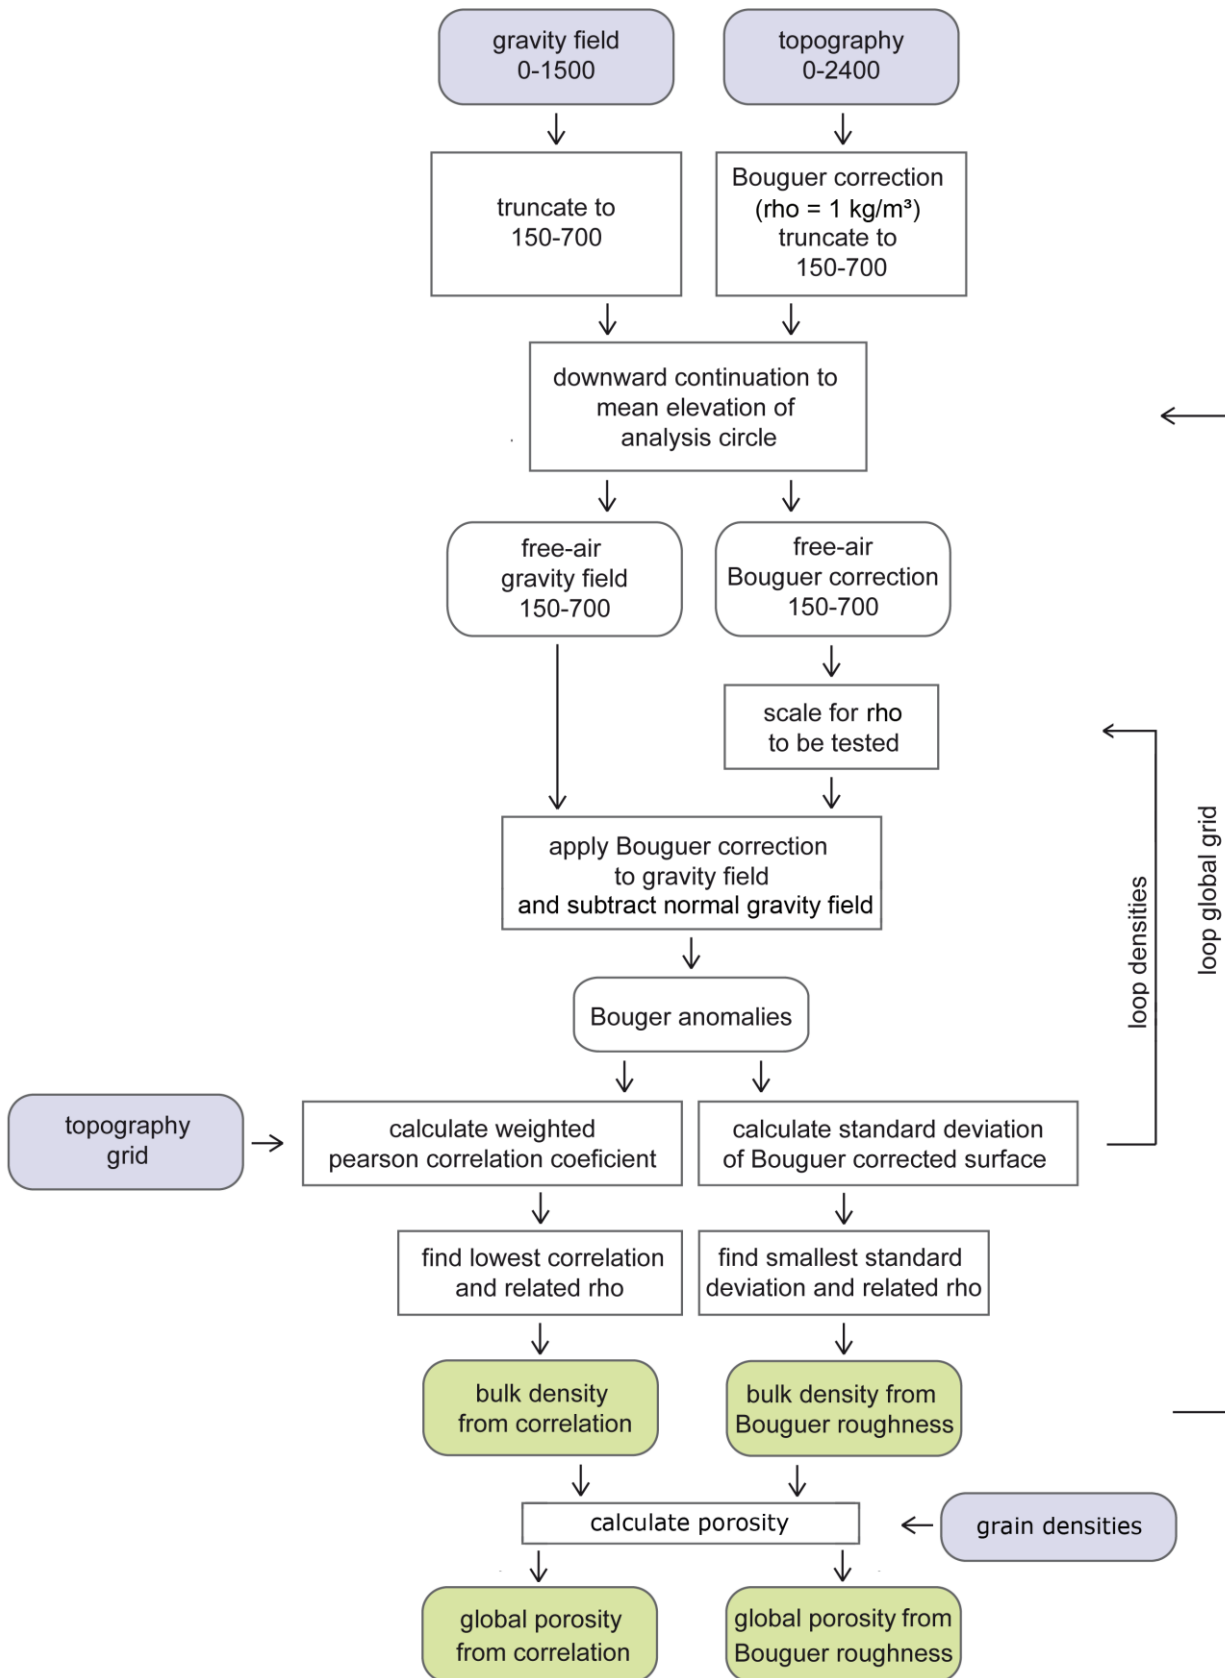 gravity field
0-1500
topography
0-2400
truncate to
150-700
Bouguer correction
(rho = 1 kg/m³)
truncate to
150-700
downward continuation to
mean elevation of
analysis circle
free-air
gravity field
150-700
free-air
Bouguer correction
150-700
scale for rho
to be tested
apply Bouguer correction
to gravity field
and subtract normal gravity field
loop densities
loop global grid
Bouger anomalies
topography
grid
calculate weighted
pearson correlation coeficient
calculate standard deviation
of Bouguer corrected surface
find lowest correlation
and related rho
find smallest standard
deviation and related rho
bulk density
from correlation
bulk density from
Bouguer roughness
calculate porosity
grain densities
global porosity
from correlation
global porosity from
Bouguer roughness